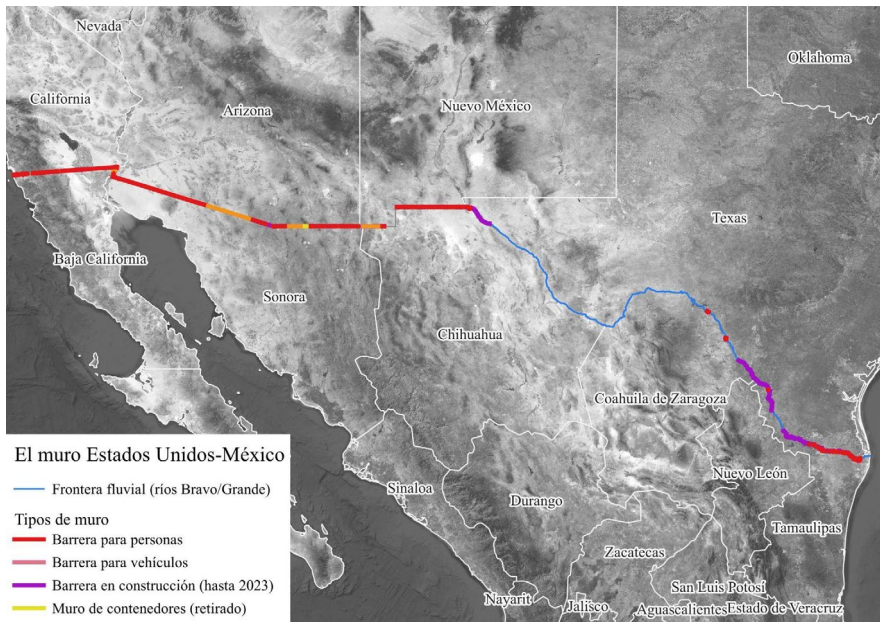 Nevada
Oklahoma
California
Arizona
Nuevo México
Texas
Baja California
Sonora
Chihuahua
Coahuila de Zaragoza
Nuevo León
Sinaloa
Durango
Tamaulipas
Zacatecas
San Luis Potosí
Nayarit
Jalisco
Aguascalientes
Estado de Veracruz
El muro Estados Unidos-México
Frontera fluvial (ríos Bravo/Grande)
Tipos de muro
Barrera para personas
Barrera para vehículos
Barrera en construcción (hasta 2023)
Muro de contenedores (retirado)